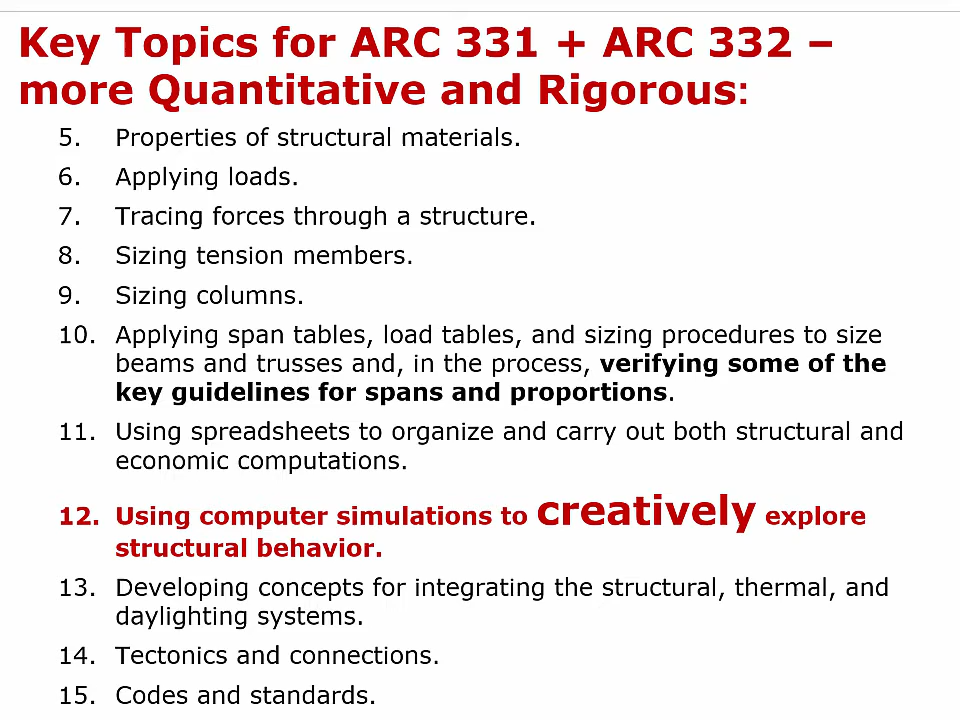 Key Topics for ARC 331 + ARC 332 –
more Quantitative and Rigorous:
5. Properties of structural materials.
6. Applying loads.
7. Tracing forces through a structure.
8. Sizing tension members.
9. Sizing columns.
10. Applying span tables, load tables, and sizing procedures to size
beams and trusses and, in the process, verifying some of the
key guidelines for spans and proportions.
11. Using spreadsheets to organize and carry out both structural and
economic computations.
12. Using computer simulations to creatively explore
structural behavior.
13. Developing concepts for integrating the structural, thermal, and
daylighting systems.
14. Tectonics and connections.
15. Codes and standards.